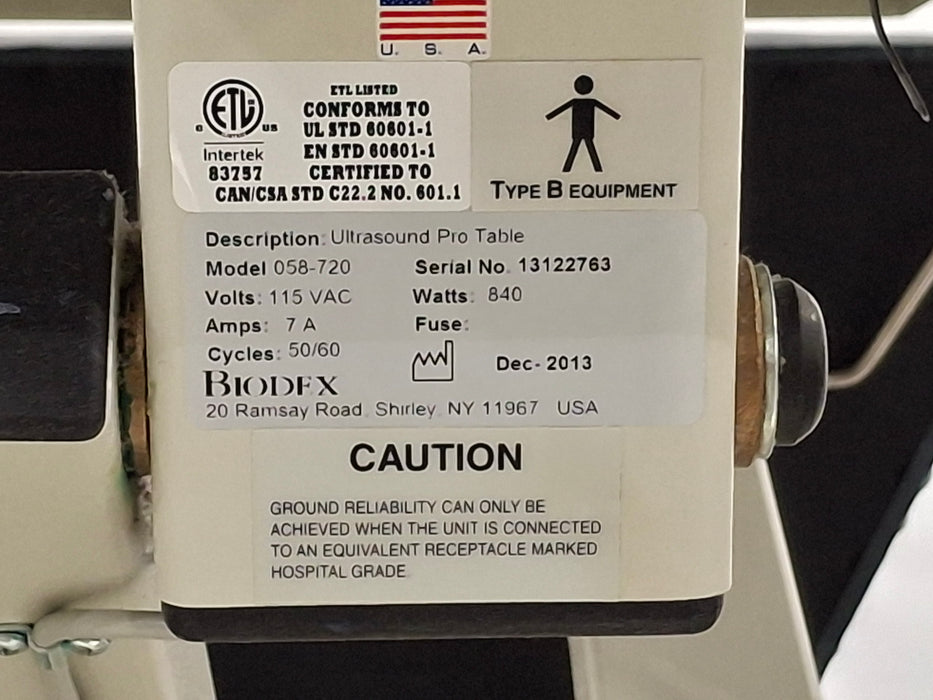 U. S. A.
ETL LISTED
CONFORMS TO
UL STD 60601-1
EN STD 60601-1
CERTIFIED TO
CAN/CSA STD C22.2 NO. 601.1
ETL
C US
Intertek
83757
TYPE B EQUIPMENT
Description: Ultrasound Pro Table
Model 058-720 Serial No. 13122763
Volts: 115 VAC Watts: 840
Amps: 7 A Fuse:
Cycles: 50/60
Dec- 2013
BIODEX
20 Ramsay Road, Shirley, NY 11967 USA
CAUTION
GROUND RELIABILITY CAN ONLY BE
ACHIEVED WHEN THE UNIT IS CONNECTED
TO AN EQUIVALENT RECEPTACLE MARKED
HOSPITAL GRADE.